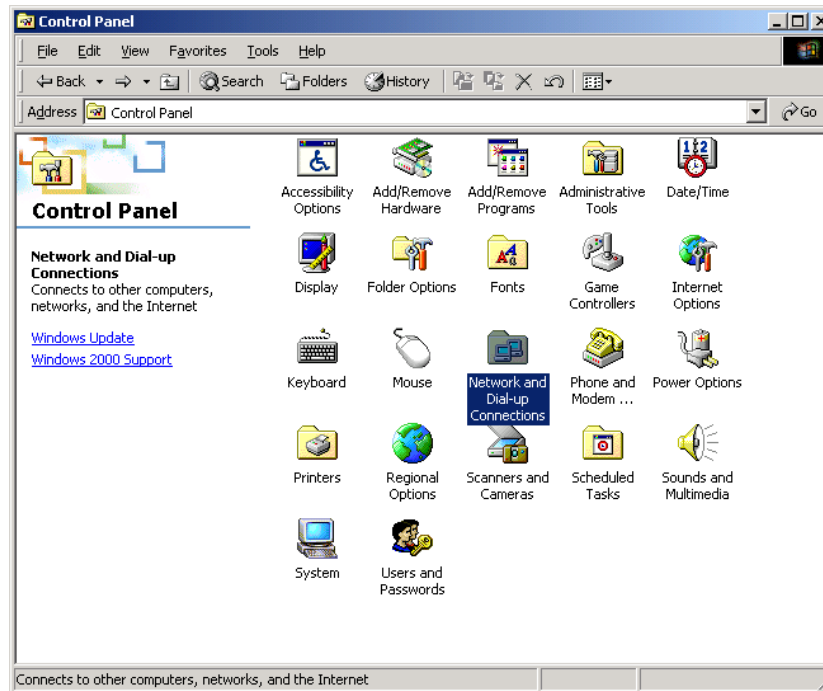 Control Panel
File Edit View Favorites Tools Help
Back Search Folders History
Address Control Panel Go
Control Panel
Network and Dial-up
Connections
Connects to other computers,
networks, and the Internet
Windows Update
Windows 2000 Support
Accessibility
Options
Add/Remove
Hardware
Add/Remove
Programs
Administrative
Tools
Date/Time
Display
Folder Options
Fonts
Game
Controllers
Internet
Options
Keyboard
Mouse
Network and
Dial-up
Connections
Phone and
Modem ...
Power Options
Printers
Regional
Options
Scanners and
Cameras
Scheduled
Tasks
Sounds and
Multimedia
System
Users and
Passwords
Connects to other computers, networks, and the Internet